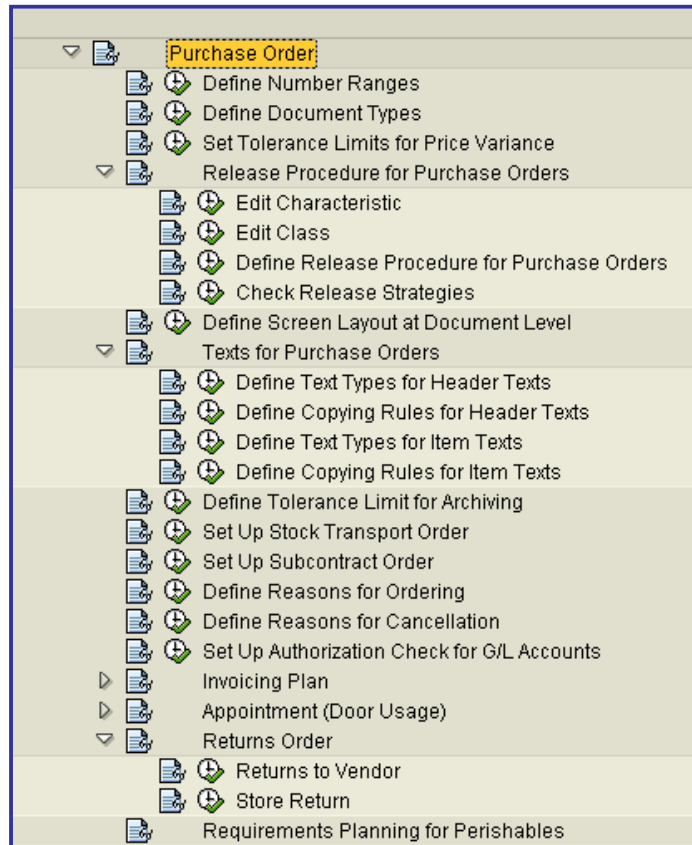 Purchase Order
Define Number Ranges
Define Document Types
Set Tolerance Limits for Price Variance
Release Procedure for Purchase Orders
Edit Characteristic
Edit Class
Define Release Procedure for Purchase Orders
Check Release Strategies
Define Screen Layout at Document Level
Texts for Purchase Orders
Define Text Types for Header Texts
Define Copying Rules for Header Texts
Define Text Types for Item Texts
Define Copying Rules for Item Texts
Define Tolerance Limit for Archiving
Set Up Stock Transport Order
Set Up Subcontract Order
Define Reasons for Ordering
Define Reasons for Cancellation
Set Up Authorization Check for G/L Accounts
Invoicing Plan
Appointment (Door Usage)
Returns Order
Returns to Vendor
Store Return
Requirements Planning for Perishables